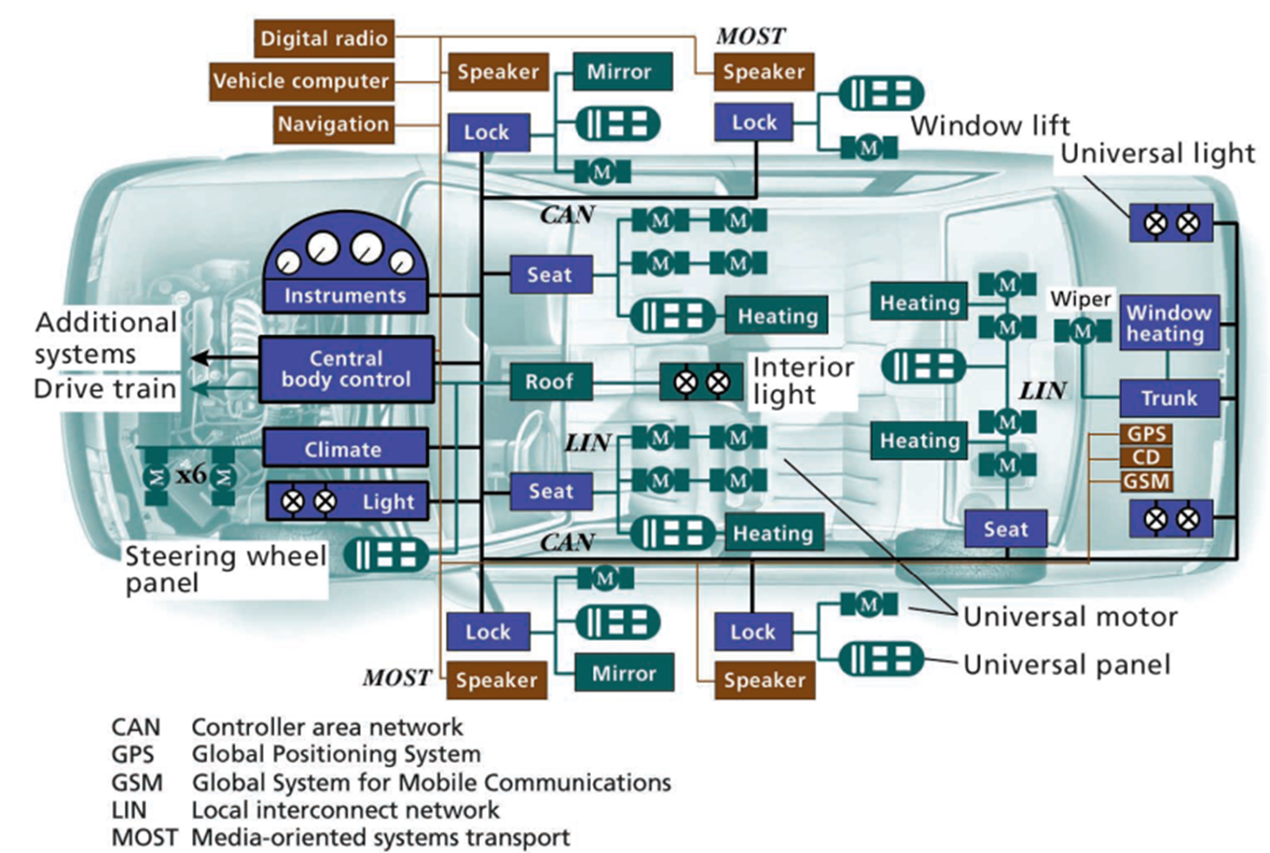 Digital radio
MOST
Speaker
Mirror
Speaker
Vehicle computer
Navigation
Lock
Lock
M
M
Window lift
Universal light
CAN
M M
Seat
M M
Heating
Instruments
Heating
M
M
Wiper
M
Window
heating
Additional
systems
Drive train
Central
body control
Roof
Interior
light
LIN
Trunk
Climate
LIN
M M
Heating
M
M
GPS
CD
GSM
M x6 M
Light
Seat
M M
Heating
CAN
Seat
Steering wheel
panel
M
M
Lock
Lock
Universal motor
Universal panel
MOST
Speaker
Mirror
Speaker
CAN Controller area network
GPS Global Positioning System
GSM Global System for Mobile Communications
LIN Local interconnect network
MOST Media-oriented systems transport